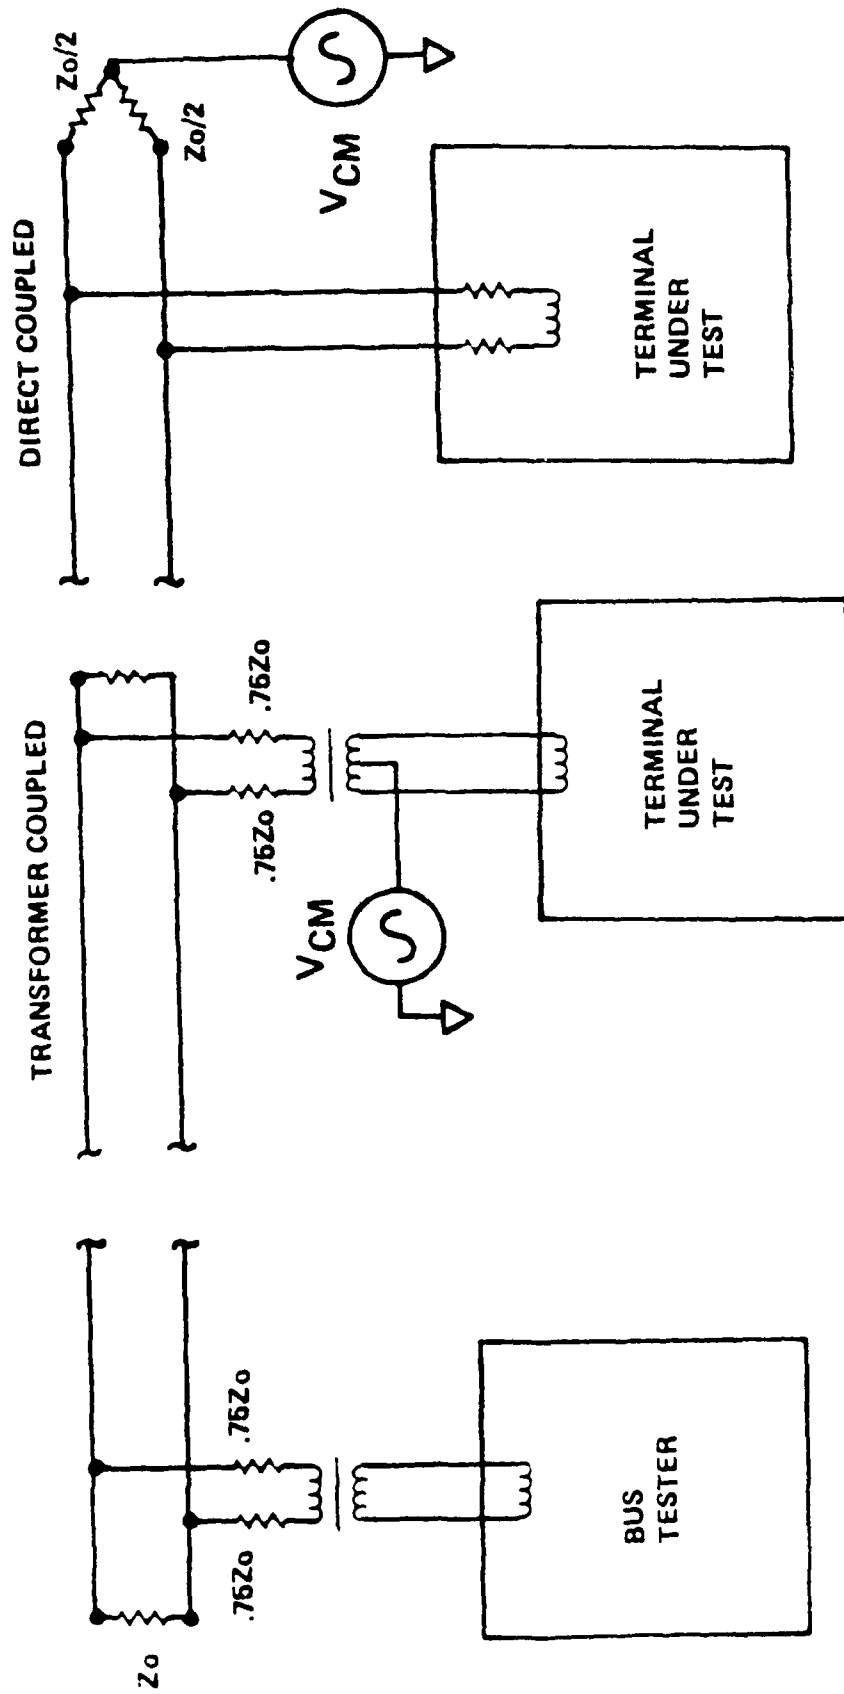 TRANSFORMER COUPLED
DIRECT COUPLED
Zo
.75Zo
.75Zo
BUS
TESTER
.75Zo
.75Zo
VCM
TERMINAL
UNDER
TEST
Zo/2
Zo/2
VCM
TERMINAL
UNDER
TEST